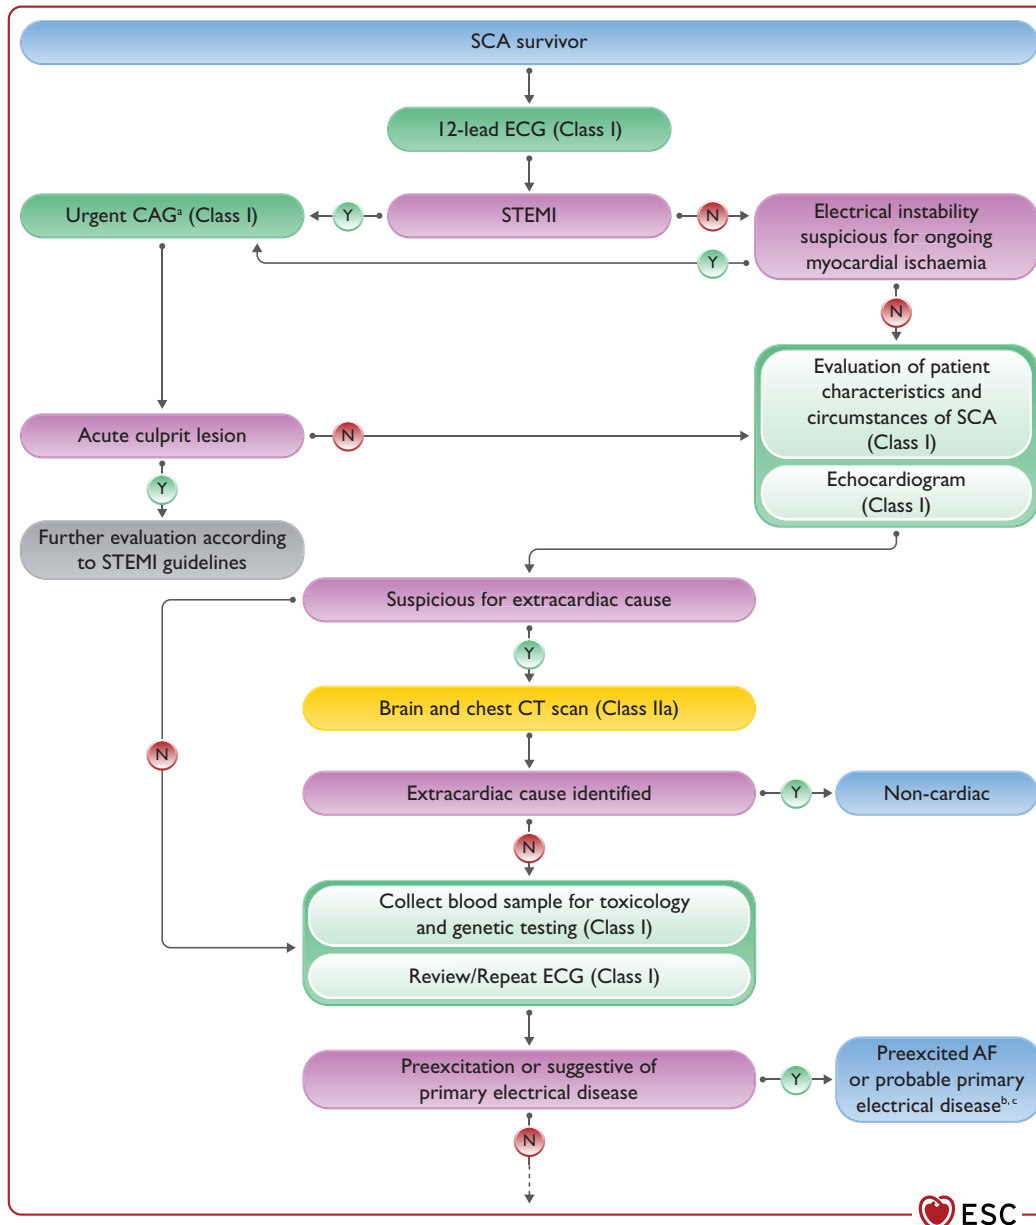 SCA survivor
12-lead ECG (Class I)
Urgent CAGᵃ (Class I)
Y
STEMI
N
Electrical instability
suspicious for ongoing
myocardial ischaemia
Y
N
Evaluation of patient
characteristics and
circumstances of SCA
(Class I)
Acute culprit lesion
N
Echocardiogram
(Class I)
Y
Further evaluation according
to STEMI guidelines
Suspicious for extracardiac cause
Y
Brain and chest CT scan (Class IIa)
N
Extracardiac cause identified
Y
Non-cardiac
N
Collect blood sample for toxicology
and genetic testing (Class I)
Review/Repeat ECG (Class I)
Preexcitation or suggestive of
primary electrical disease
Y
Preexcited AF
or probable primary
electrical diseaseᵇ,ᶜ
N
ESC